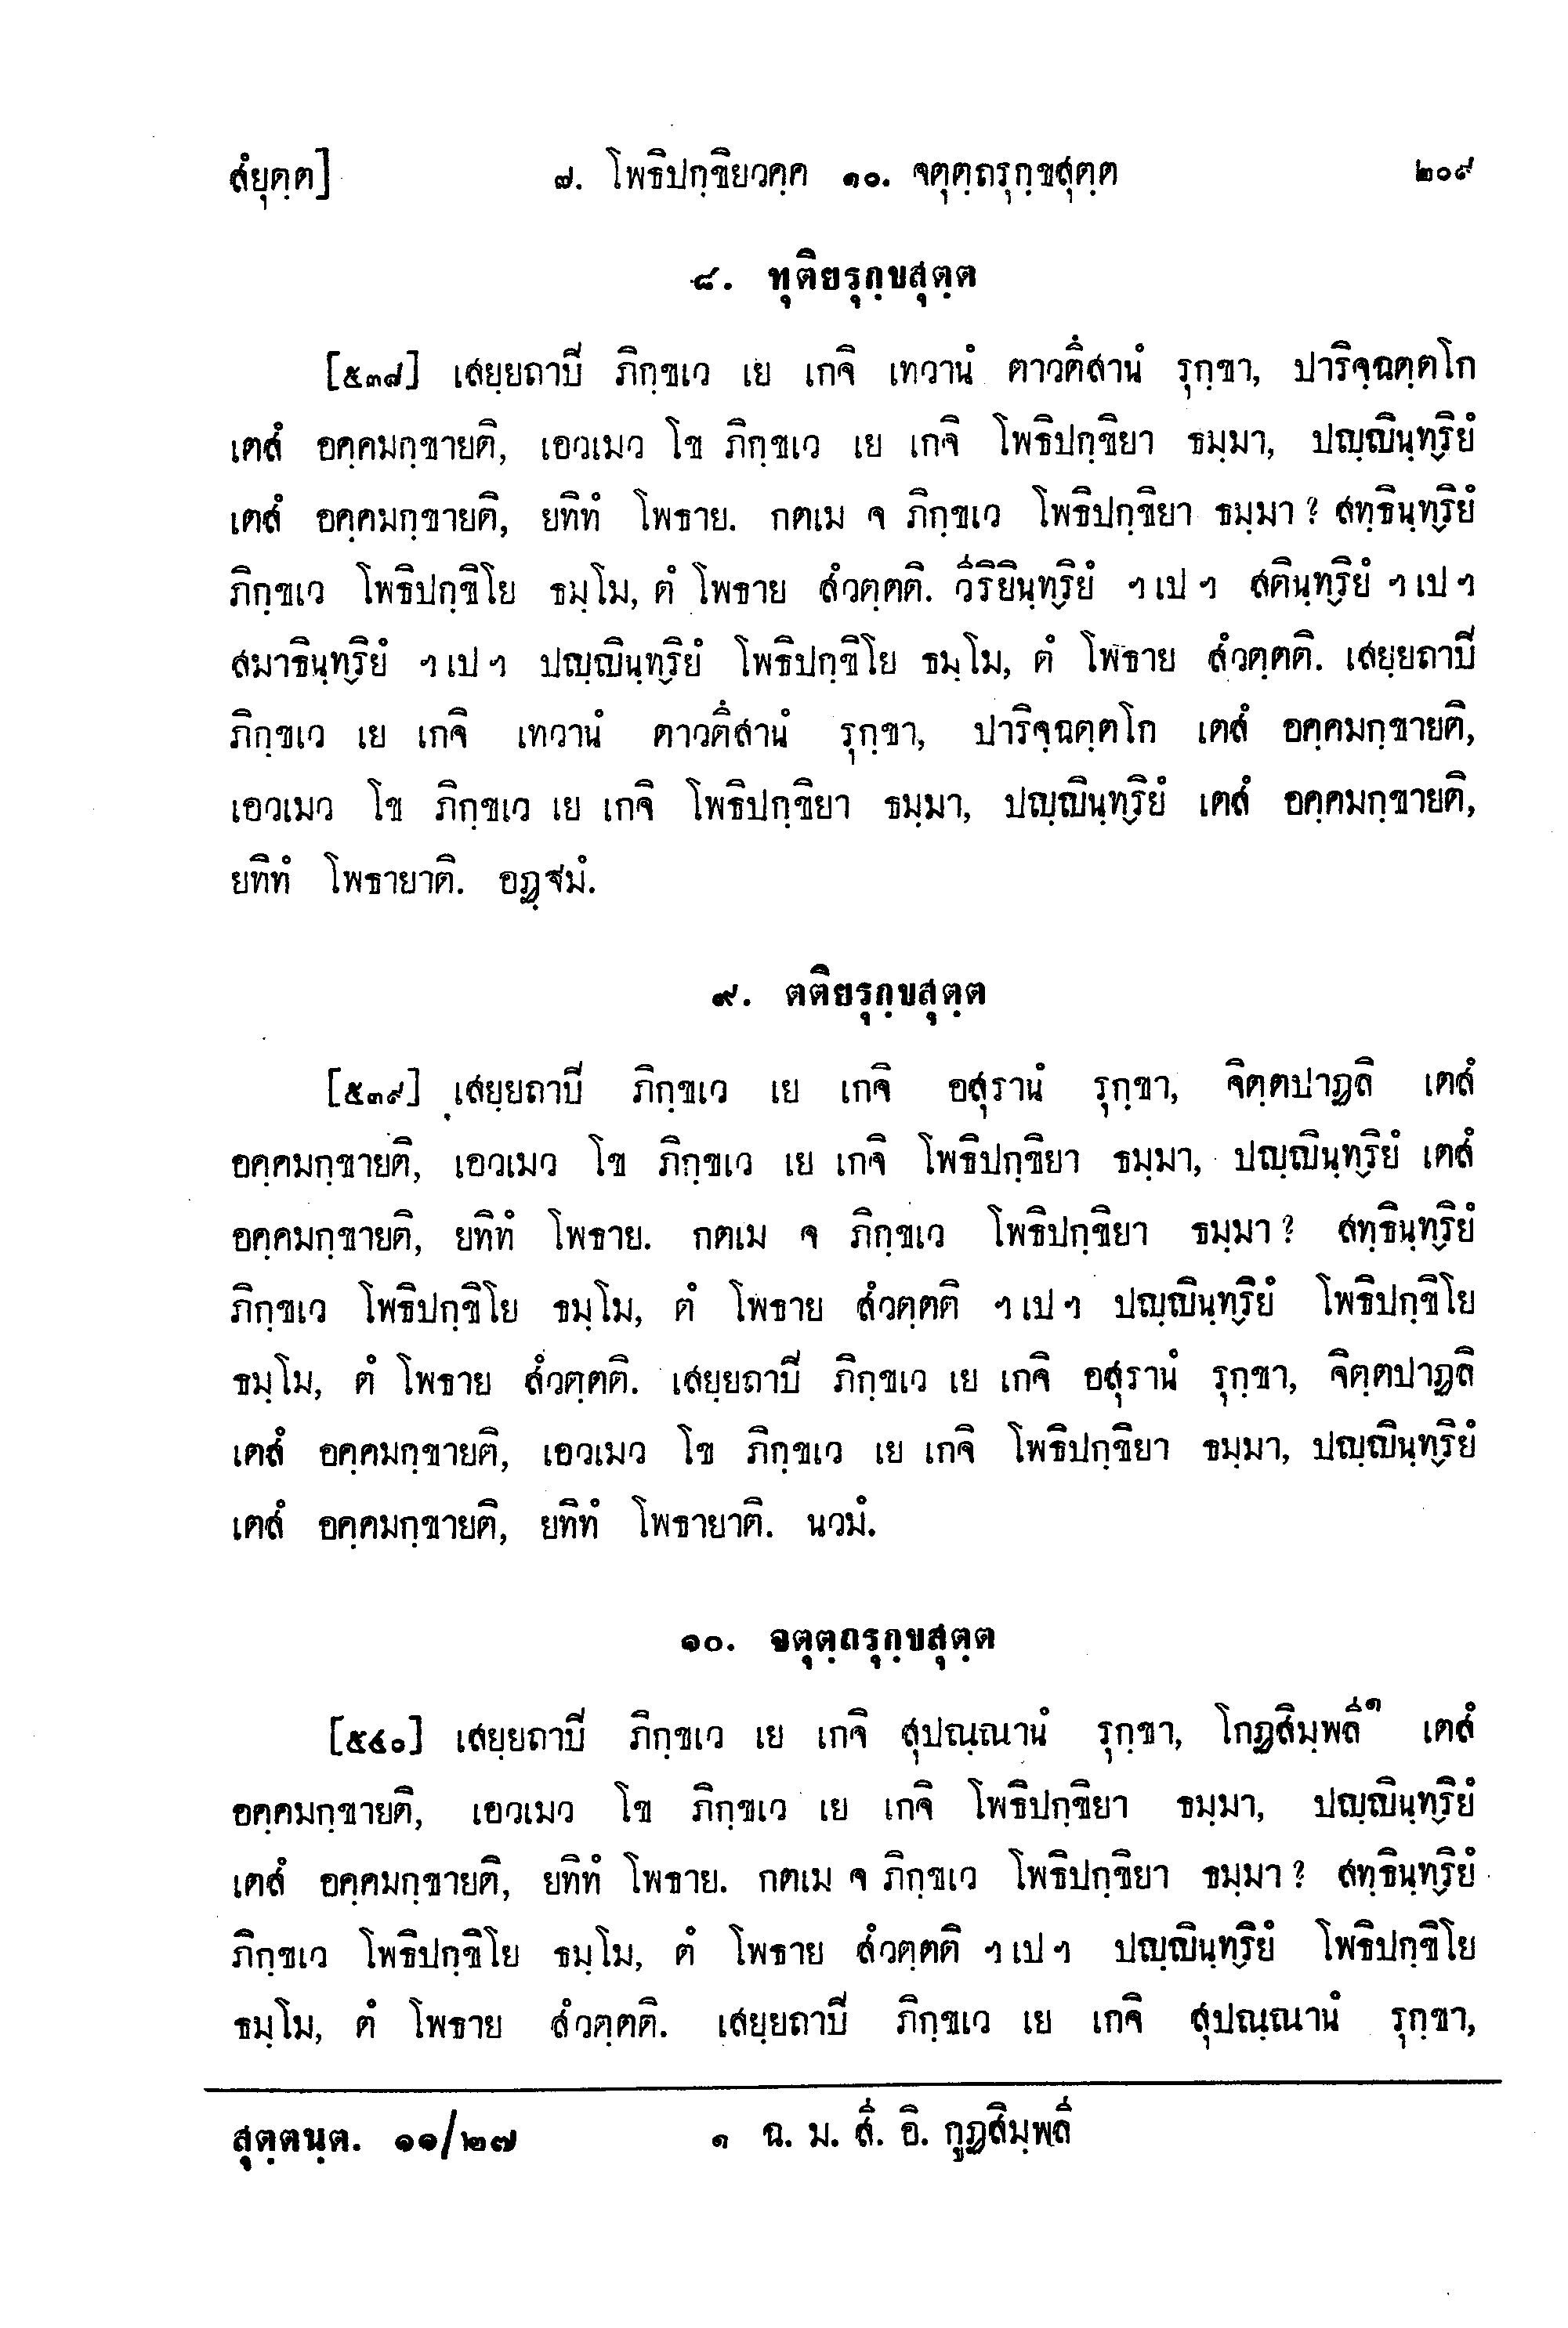 สํยุตฺต]
๗. โพธิปกฺขิยวคฺค ๑๐. จตุตฺถรุกฺขสุตฺต
๒๐๙
๘. ทุติยรุกฺขสุตฺต
[๕๓๘] เสยฺยถาปิ ภิกฺขเว เย เกจิ เทวานํ ตาวตึสานํ รุกฺขา, ปาริจฺฉตฺตโก
เตสํ อคฺคมกฺขายติ, เอวเมว โข ภิกฺขเว เย เกจิ โพธิปกฺขิยา ธมฺมา, ปญฺญินฺทฺริยํ
เตสํ อคฺคมกฺขายติ, ยทิทํ โพธาย. กตเม จ ภิกฺขเว โพธิปกฺขิยา ธมฺมา ? สทฺธินฺทฺริยํ
ภิกฺขเว โพธิปกฺขิโย ธมฺโม, ตํ โพธาย สํวตฺตติ. วีริยินฺทฺริยํ ฯ เป ฯ สตินฺทฺริยํ ฯ เป ฯ
สมาธินฺทฺริยํ ฯ เป ฯ ปญฺญินฺทฺริยํ โพธิปกฺขิโย ธมฺโม, ตํ โพธาย สํวตฺตติ. เสยฺยถาปิ
ภิกฺขเว เย เกจิ เทวานํ ตาวตึสานํ รุกฺขา, ปาริจฺฉตฺตโก เตสํ อคฺคมกฺขายติ,
เอวเมว โข ภิกฺขเว เย เกจิ โพธิปกฺขิยา ธมฺมา, ปญฺญินฺทฺริยํ เตสํ อคฺคมกฺขายติ,
ยทิทํ โพธายาติ. อฏฺฐมํ.
๙. ตติยรุกฺขสุตฺต
[๕๓๙] เสยฺยถาปิ ภิกฺขเว เย เกจิ อสุรานํ รุกฺขา, จิตฺตปาฏลิ เตสํ
อคฺคมกฺขายติ, เอวเมว โข ภิกฺขเว เย เกจิ โพธิปกฺขิยา ธมฺมา, ปญฺญินฺทฺริยํ เตสํ
อคฺคมกฺขายติ, ยทิทํ โพธาย. กตเม จ ภิกฺขเว โพธิปกฺขิยา ธมฺมา ? สทฺธินฺทฺริยํ
ภิกฺขเว โพธิปกฺขิโย ธมฺโม, ตํ โพธาย สํวตฺตติ ฯ เป ฯ ปญฺญินฺทฺริยํ โพธิปกฺขิโย
ธมฺโม, ตํ โพธาย สํวตฺตติ. เสยฺยถาปิ ภิกฺขเว เย เกจิ อสุรานํ รุกฺขา, จิตฺตปาฏลิ
เตสํ อคฺคมกฺขายติ, เอวเมว โข ภิกฺขเว เย เกจิ โพธิปกฺขิยา ธมฺมา, ปญฺญินฺทฺริยํ
เตสํ อคฺคมกฺขายติ, ยทิทํ โพธายาติ. นวมํ.
๑๐. จตุตฺถรุกฺขสุตฺต
[๕๔๐] เสยฺยถาปิ ภิกฺขเว เย เกจิ สุปณฺณานํ รุกฺขา, โกฏสิมฺพลี๑ เตสํ
อคฺคมกฺขายติ, เอวเมว โข ภิกฺขเว เย เกจิ โพธิปกฺขิยา ธมฺมา, ปญฺญินฺทฺริยํ
เตสํ อคฺคมกฺขายติ, ยทิทํ โพธาย. กตเม จ ภิกฺขเว โพธิปกฺขิยา ธมฺมา ? สทฺธินฺทฺริยํ
ภิกฺขเว โพธิปกฺขิโย ธมฺโม, ตํ โพธาย สํวตฺตติ ฯ เป ฯ ปญฺญินฺทฺริยํ โพธิปกฺขิโย
ธมฺโม, ตํ โพธาย สํวตฺตติ. เสยฺยถาปิ ภิกฺขเว เย เกจิ สุปณฺณานํ รุกฺขา,
สุตฺตนฺต. ๑๑/๒๗
๑ ฉ. ม. สี. อิ. กูฏสิมฺพลี